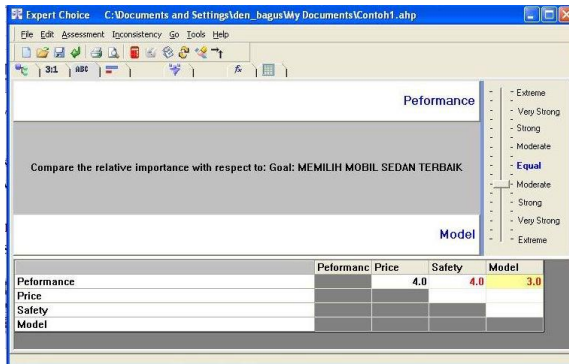 Expert Choice C:\Documents and Settings\den_bagus\My Documents\Contoh1.ahp
File Edit Assessment Inconsistency Go Tools Help
3:1 ABC fx
Peformance
Compare the relative importance with respect to: Goal: MEMILIH MOBIL SEDAN TERBAIK
Model
Extreme
Very Strong
Strong
Moderate
Equal
Moderate
Strong
Very Strong
Extreme
Peformanc Price Safety Model
Peformance 4.0 4.0 3.0
Price
Safety
Model